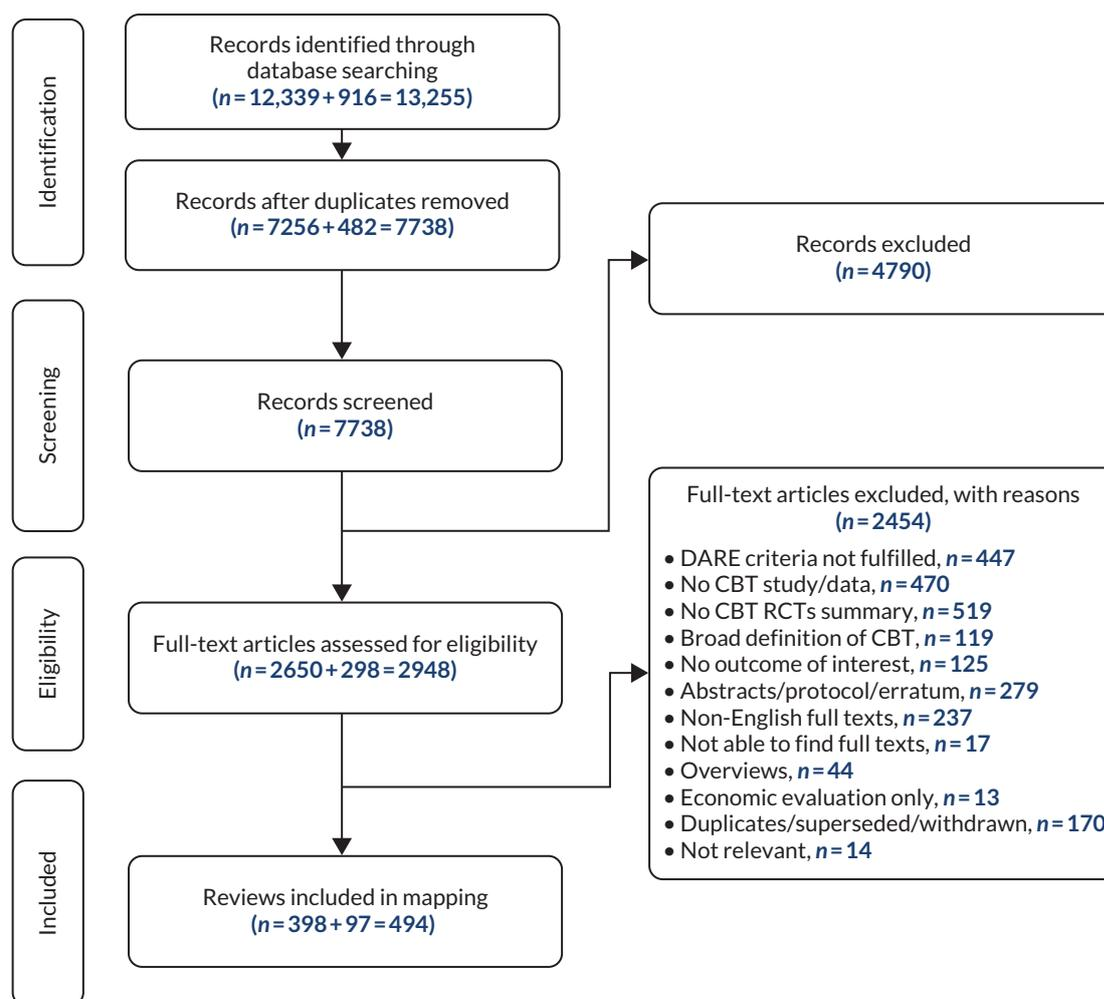 Identification
Records identified through
database searching
(n=12,339+916=13,255)
Records after duplicates removed
(n=7256+482=7738)
Records excluded
(n=4790)
Screening
Records screened
(n=7738)
Eligibility
Full-text articles assessed for eligibility
(n=2650+298=2948)
Full-text articles excluded, with reasons
(n=2454)
• DARE criteria not fulfilled, n=447
• No CBT study/data, n=470
• No CBT RCTs summary, n=519
• Broad definition of CBT, n=119
• No outcome of interest, n=125
• Abstracts/protocol/erratum, n=279
• Non-English full texts, n=237
• Not able to find full texts, n=17
• Overviews, n=44
• Economic evaluation only, n=13
• Duplicates/superseded/withdrawn, n=170
• Not relevant, n=14
Included
Reviews included in mapping
(n=398+97=494)